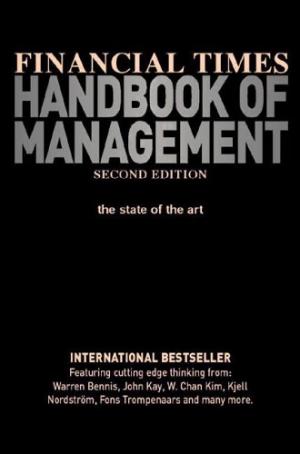 FINANCIAL TIMES
HANDBOOK OF
MANAGEMENT
SECOND EDITION
the state of the art
INTERNATIONAL BESTSELLER
Featuring cutting edge thinking from:
Warren Bennis, John Kay, W. Chan Kim, Kjell
Nordström, Fons Trompenaars and many more.